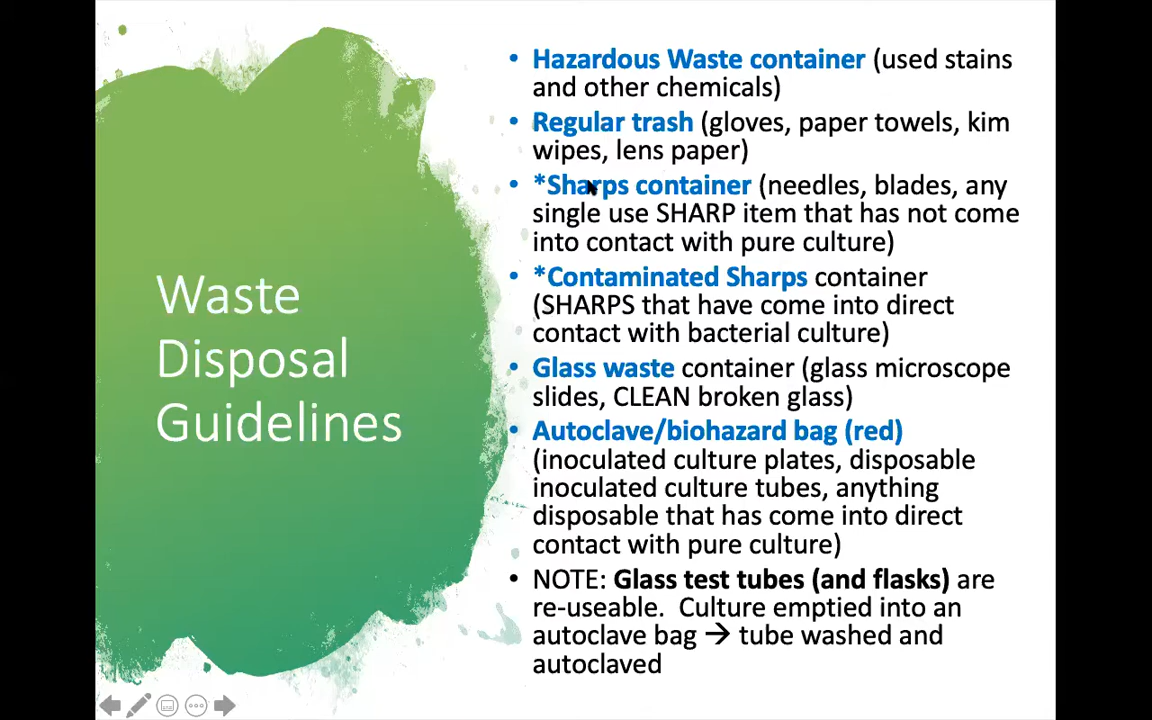 Waste
Disposal
Guidelines
• Hazardous Waste container (used stains
and other chemicals)
• Regular trash (gloves, paper towels, kim
wipes, lens paper)
• *Sharps container (needles, blades, any
single use SHARP item that has not come
into contact with pure culture)
• *Contaminated Sharps container
(SHARPS that have come into direct
contact with bacterial culture)
• Glass waste container (glass microscope
slides, CLEAN broken glass)
• Autoclave/biohazard bag (red)
(inoculated culture plates, disposable
inoculated culture tubes, anything
disposable that has come into direct
contact with pure culture)
• NOTE: Glass test tubes (and flasks) are
re-useable.  Culture emptied into an
autoclave bag → tube washed and
autoclaved